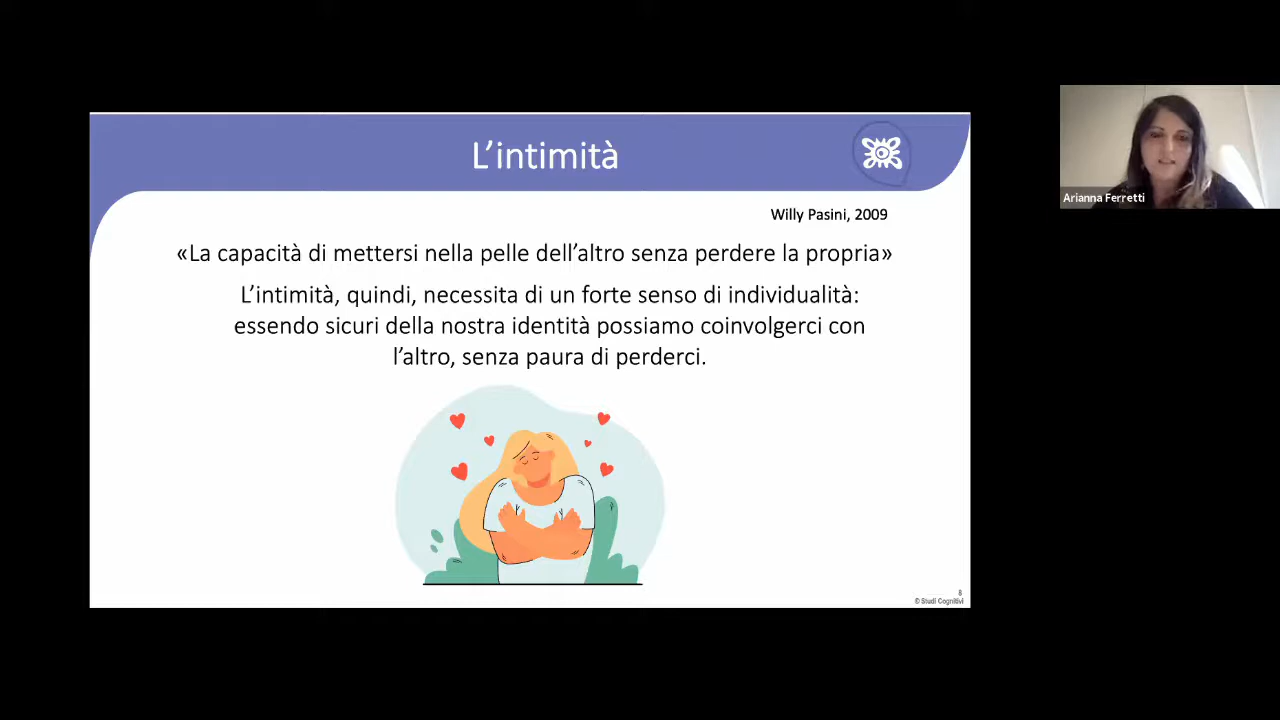 L'intimità
Willy Pasini, 2009
«La capacità di mettersi nella pelle dell'altro senza perdere la propria»
L'intimità, quindi, necessita di un forte senso di individualità:
essendo sicuri della nostra identità possiamo coinvolgerci con
l'altro, senza paura di perderci.
8
© Studi Cognitivi
Arianna Ferretti